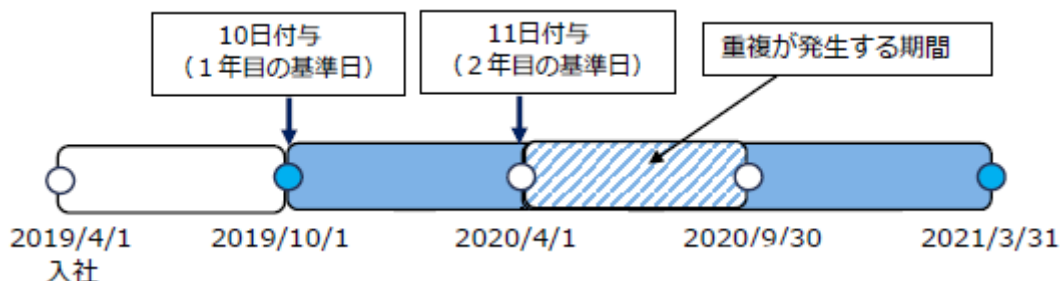 10日付与
（１年目の基準日）
11日付与
（２年目の基準日）
重複が発生する期間
2019/4/1
入社
2019/10/1
2020/4/1
2020/9/30
2021/3/31